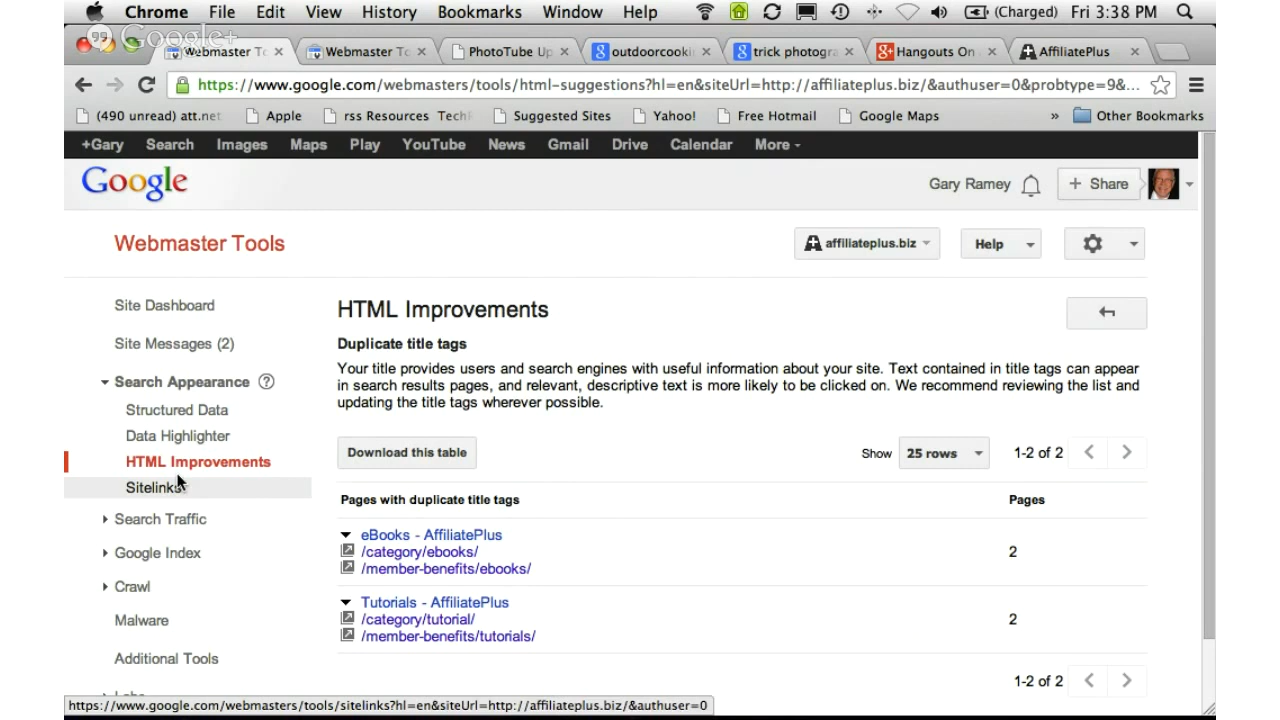 Chrome File Edit View History Bookmarks Window Help (Charged) Fri 3:38 PM
Google+
Webmaster To × Webmaster To × PhotoTube Up × outdoorcooki × trick photogra × Hangouts On × AffiliatePlus ×
https://www.google.com/webmasters/tools/html-suggestions?hl=en&siteUrl=http://affiliateplus.biz/&authuser=0&probtype=9&...
(490 unread) att.net Apple rss Resources Tech Suggested Sites Yahoo! Free Hotmail Google Maps » Other Bookmarks
+Gary Search Images Maps Play YouTube News Gmail Drive Calendar More
Google Gary Ramey + Share
Webmaster Tools affiliateplus.biz Help
Site Dashboard
Site Messages (2)
Search Appearance ?
Structured Data
Data Highlighter
HTML Improvements
Sitelinks
Search Traffic
Google Index
Crawl
Malware
Additional Tools
HTML Improvements
Duplicate title tags
Your title provides users and search engines with useful information about your site. Text contained in title tags can appear
in search results pages, and relevant, descriptive text is more likely to be clicked on. We recommend reviewing the list and
updating the title tags wherever possible.
Download this table Show 25 rows 1-2 of 2
Pages with duplicate title tags Pages
eBooks - AffiliatePlus
/category/ebooks/ 2
/member-benefits/ebooks/
Tutorials - AffiliatePlus
/category/tutorial/ 2
/member-benefits/tutorials/
1-2 of 2
https://www.google.com/webmasters/tools/sitelinks?hl=en&siteUrl=http://affiliateplus.biz/&authuser=0